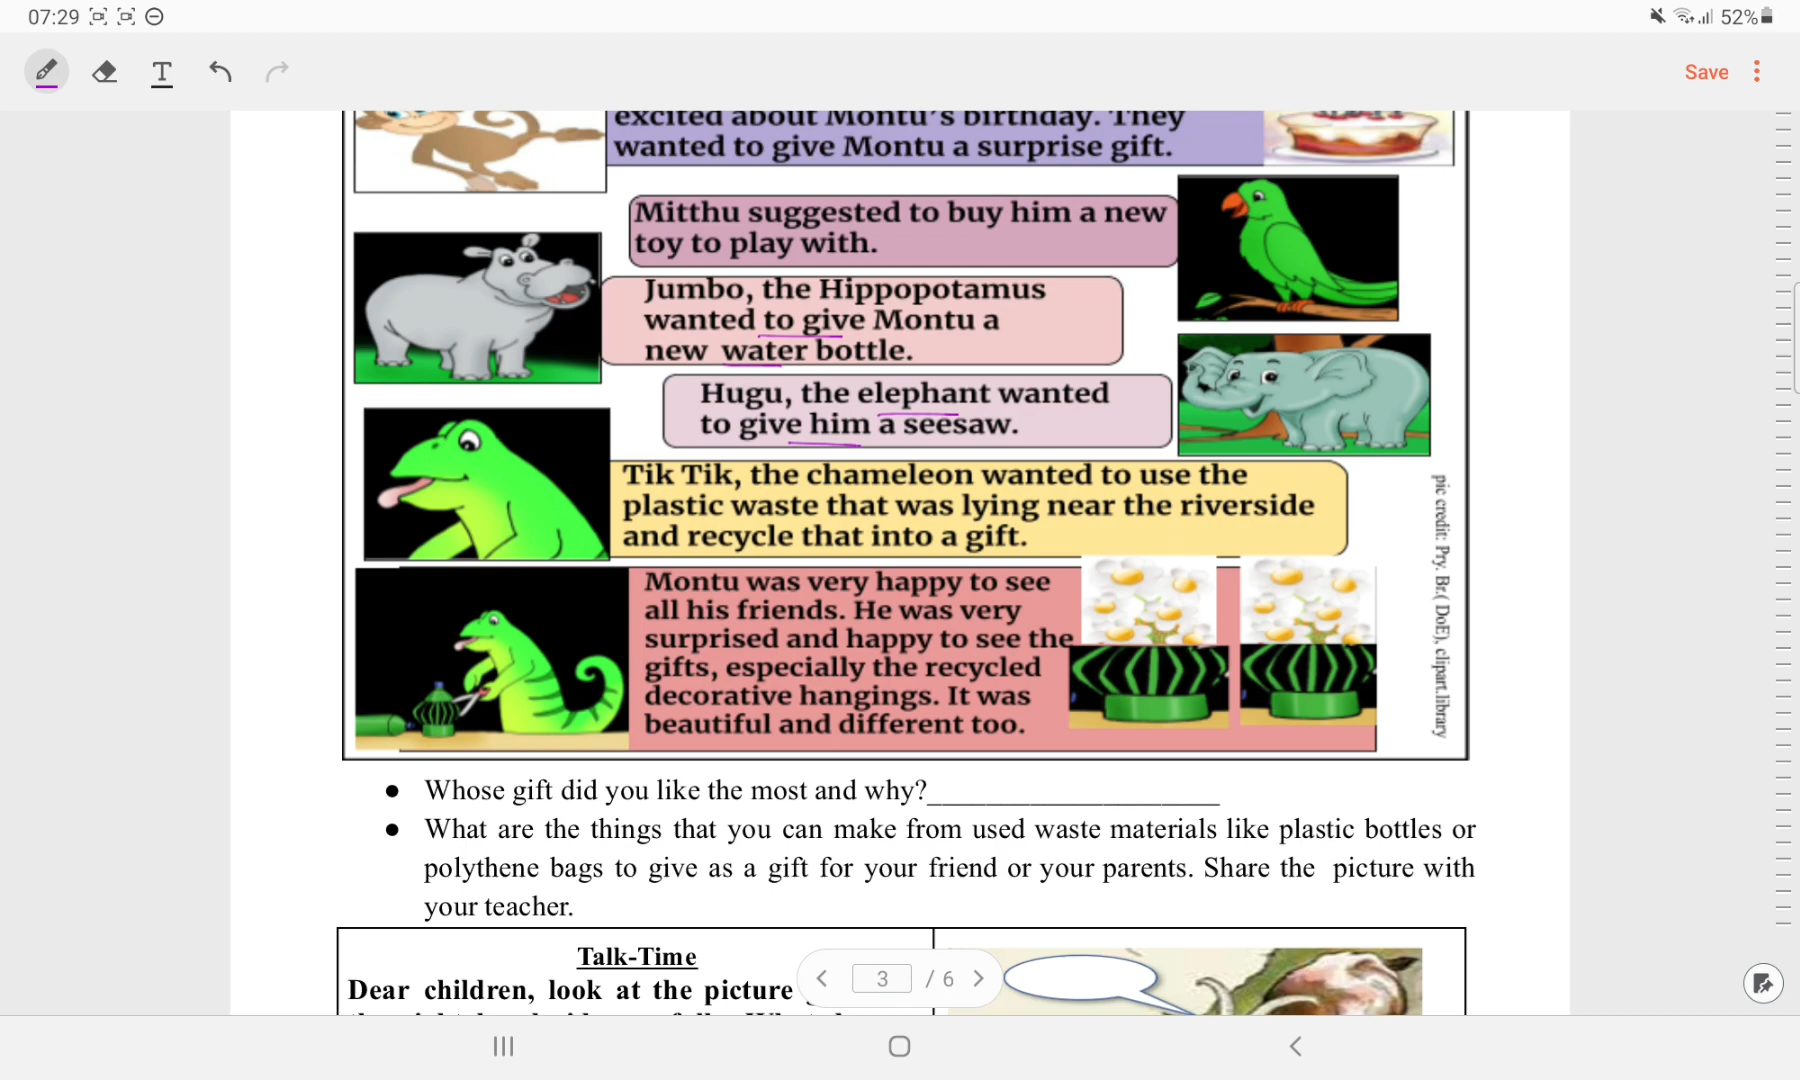 07:29
52%
T
Save
excited about Montu's birthday. They
wanted to give Montu a surprise gift.
Mitthu suggested to buy him a new
toy to play with.
Jumbo, the Hippopotamus
wanted to give Montu a
new water bottle.
Hugu, the elephant wanted
to give him a seesaw.
Tik Tik, the chameleon wanted to use the
plastic waste that was lying near the riverside
and recycle that into a gift.
pic credit: Pry. Br.( DoE), clipart.library
Montu was very happy to see
all his friends. He was very
surprised and happy to see the
gifts, especially the recycled
decorative hangings. It was
beautiful and different too.
● Whose gift did you like the most and why?____________________
● What are the things that you can make from used waste materials like plastic bottles or
polythene bags to give as a gift for your friend or your parents. Share the picture with
your teacher.
Talk-Time
Dear children, look at the picture
3 / 6